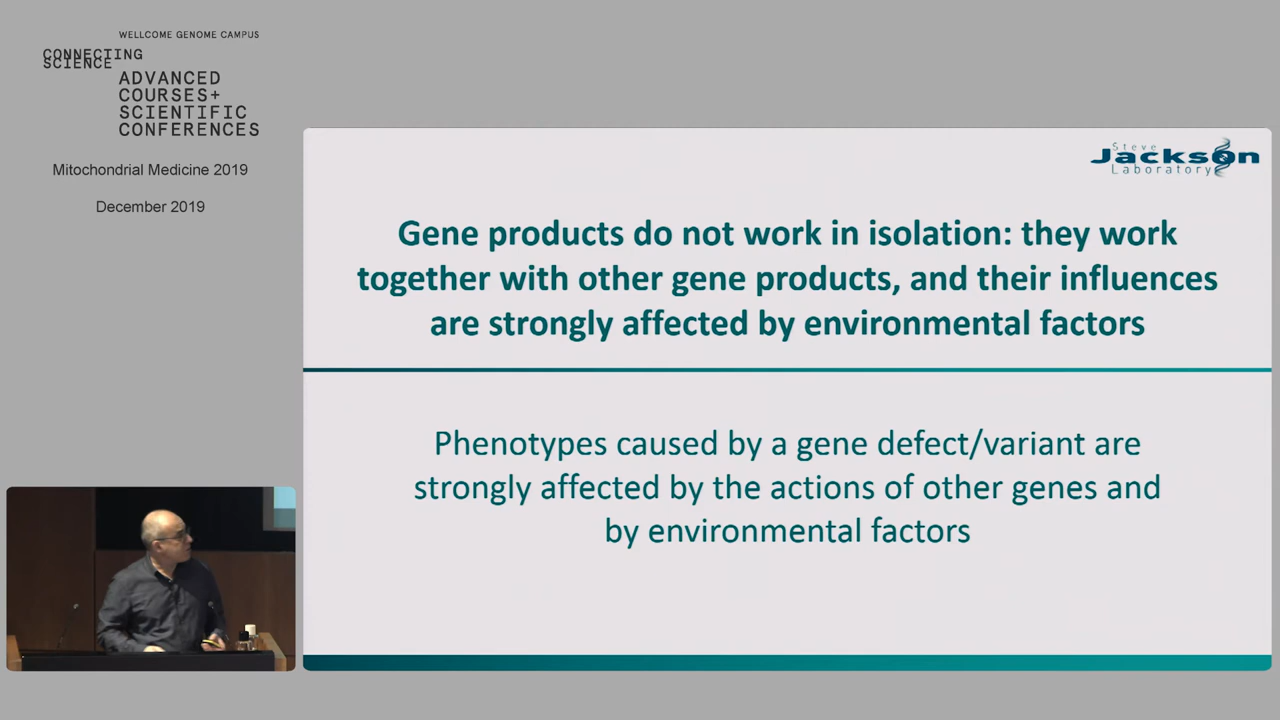 WELLCOME GENOME CAMPUS
CONNECTING
SCIENCE
ADVANCED
COURSES+
SCIENTIFIC
CONFERENCES
Mitochondrial Medicine 2019
December 2019
Steve
Jackson
Laboratory
Gene products do not work in isolation: they work
together with other gene products, and their influences
are strongly affected by environmental factors
Phenotypes caused by a gene defect/variant are
strongly affected by the actions of other genes and
by environmental factors